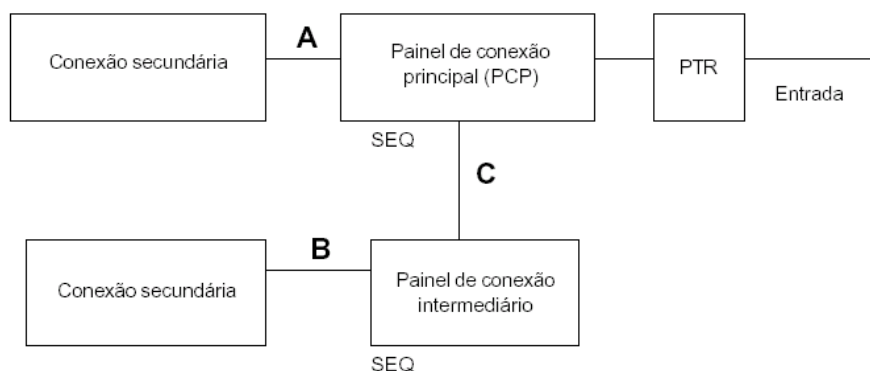 Conexão secundária
A
Painel de conexão
principal (PCP)
PTR
Entrada
SEQ
C
Conexão secundária
B
Painel de conexão
intermediário
SEQ